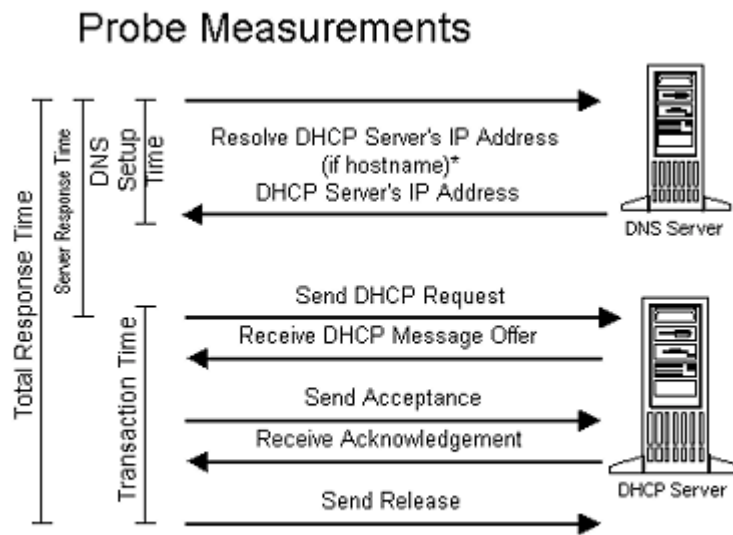 Probe Measurements
Total Response Time
Server Response Time
DNS
Setup
Time
Resolve DHCP Server's IP Address
(if hostname)*
DHCP Server's IP Address
DNS Server
Transaction Time
Send DHCP Request
Receive DHCP Message Offer
Send Acceptance
Receive Acknowledgement
DHCP Server
Send Release